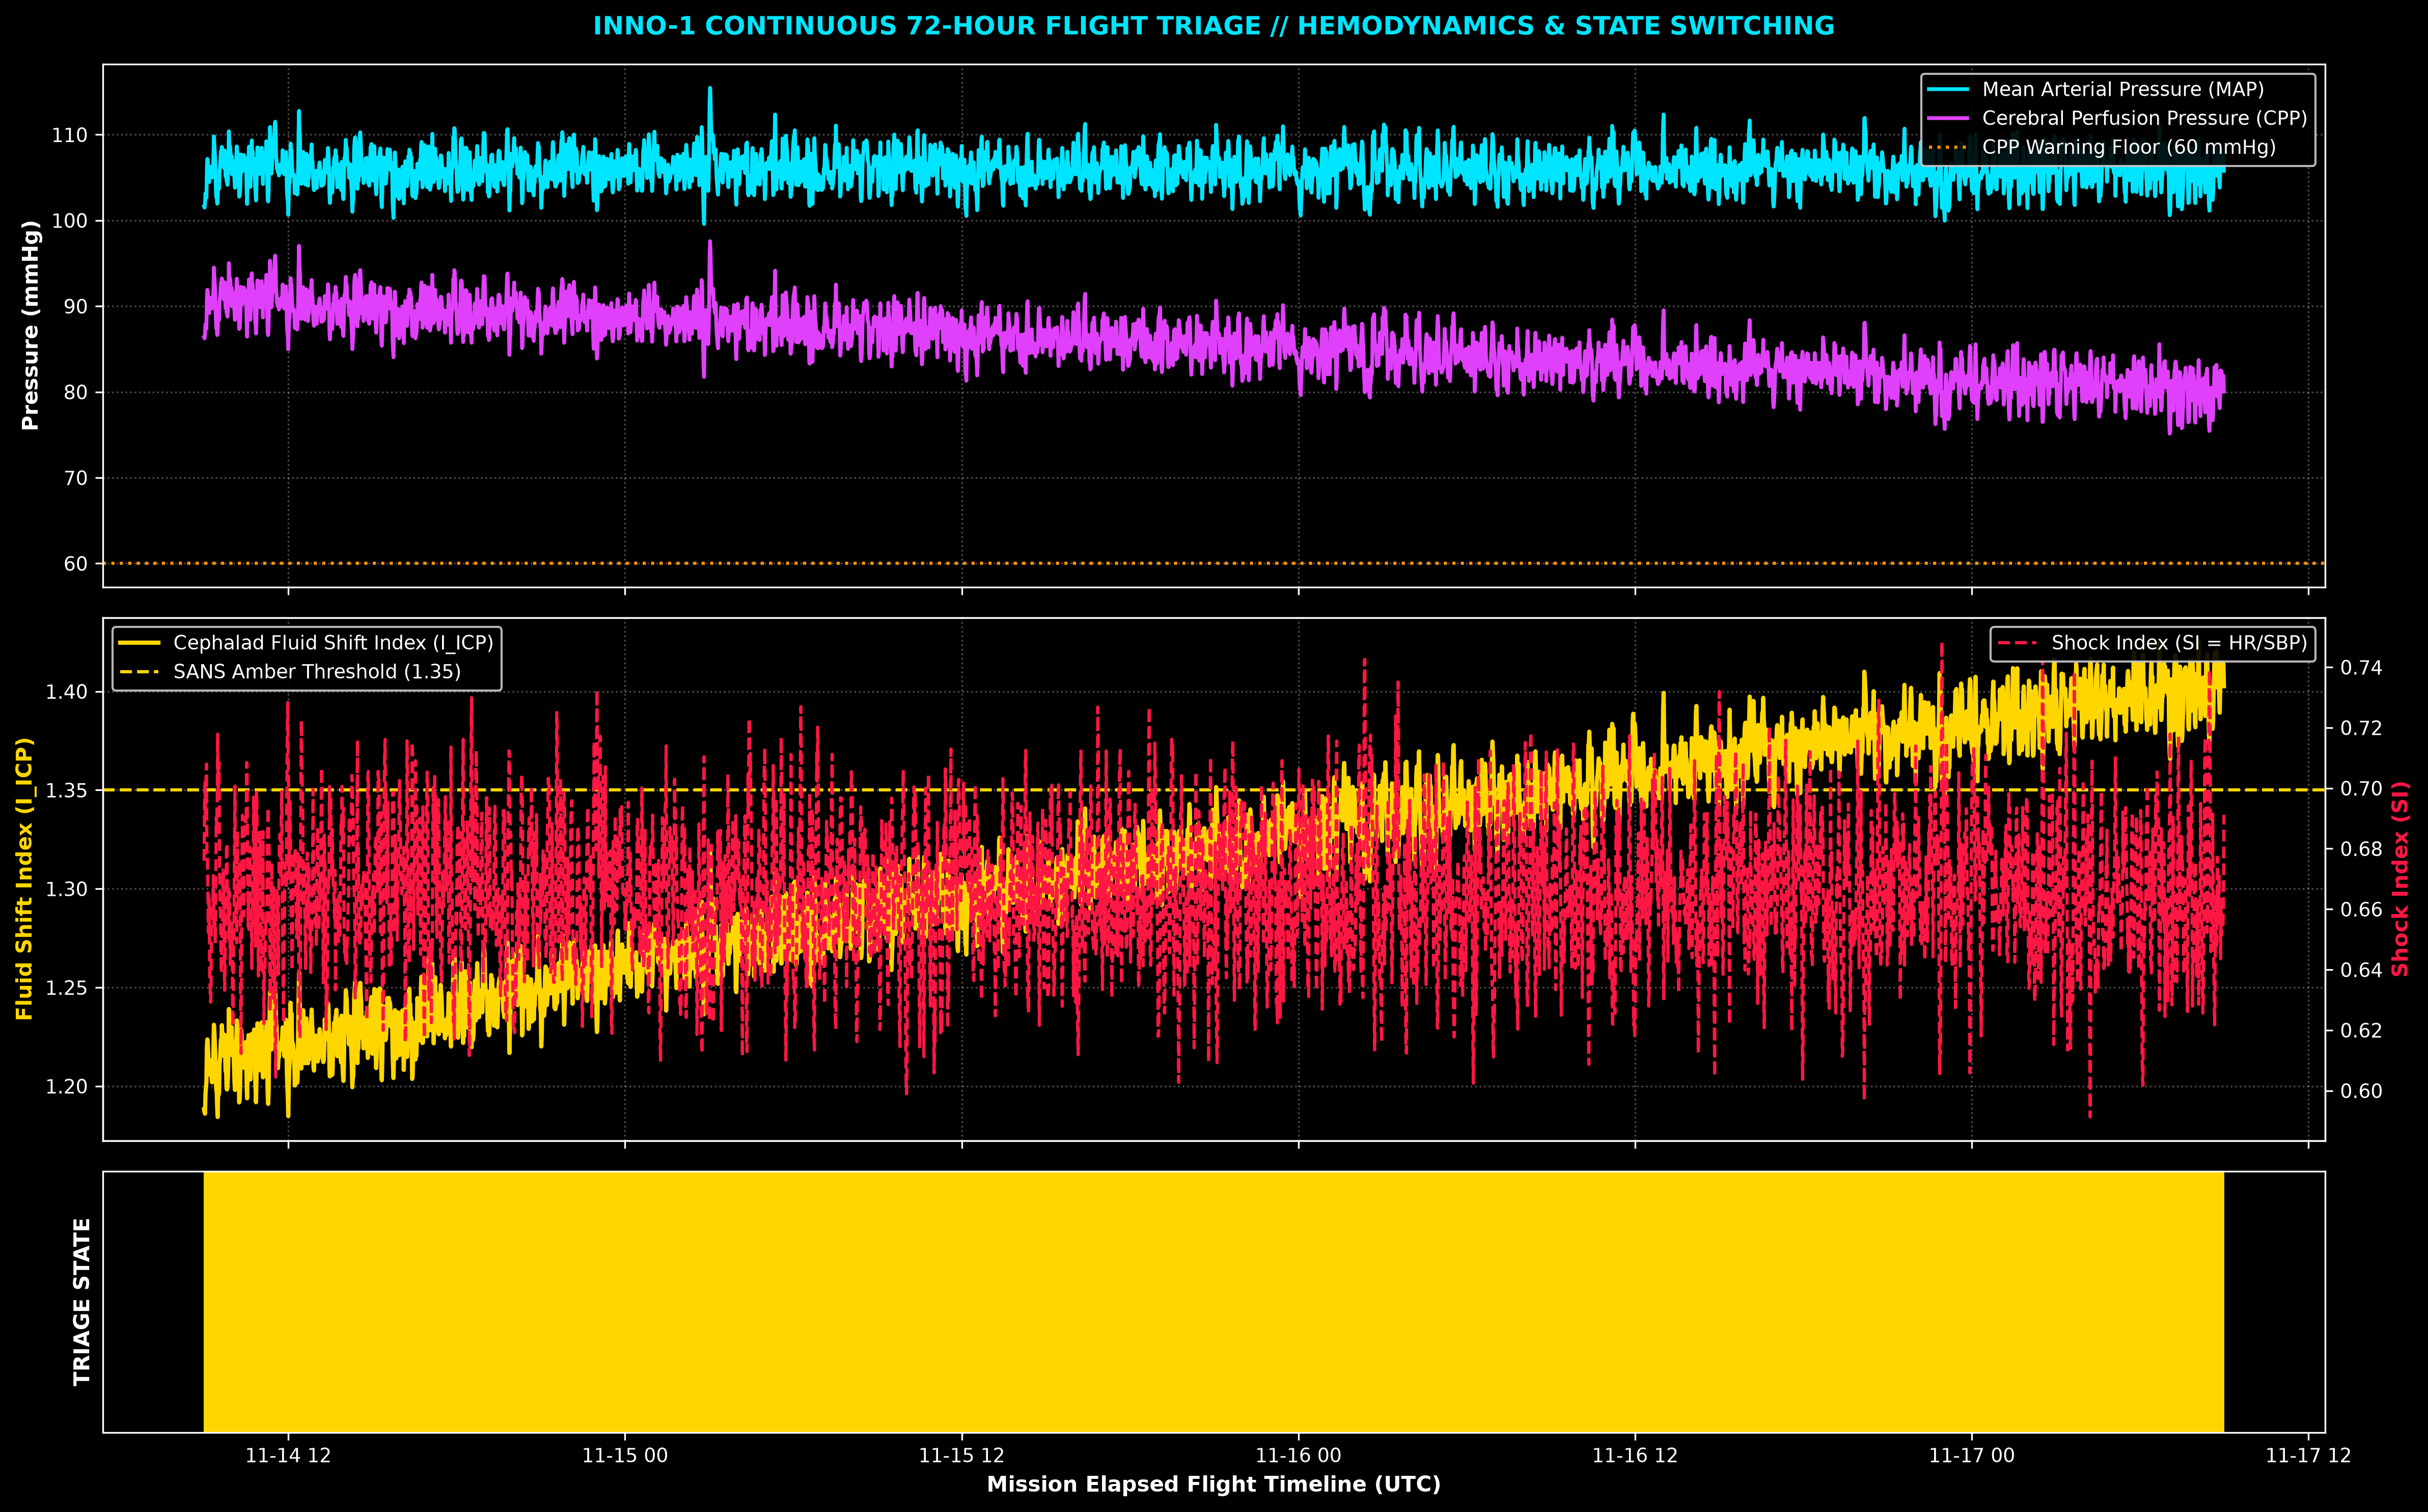 INNO-1 CONTINUOUS 72-HOUR FLIGHT TRIAGE // HEMODYNAMICS & STATE SWITCHING
Pressure (mmHg)
110
100
90
80
70
60
Mean Arterial Pressure (MAP)
Cerebral Perfusion Pressure (CPP)
CPP Warning Floor (60 mmHg)
Fluid Shift Index (I_ICP)
1.40
1.35
1.30
1.25
1.20
Cephalad Fluid Shift Index (I_ICP)
SANS Amber Threshold (1.35)
Shock Index (SI = HR/SBP)
0.74
0.72
0.70
0.68
0.66
0.64
0.62
0.60
Shock Index (SI)
TRIAGE STATE
11-14 12
11-15 00
11-15 12
11-16 00
11-16 12
11-17 00
11-17 12
Mission Elapsed Flight Timeline (UTC)